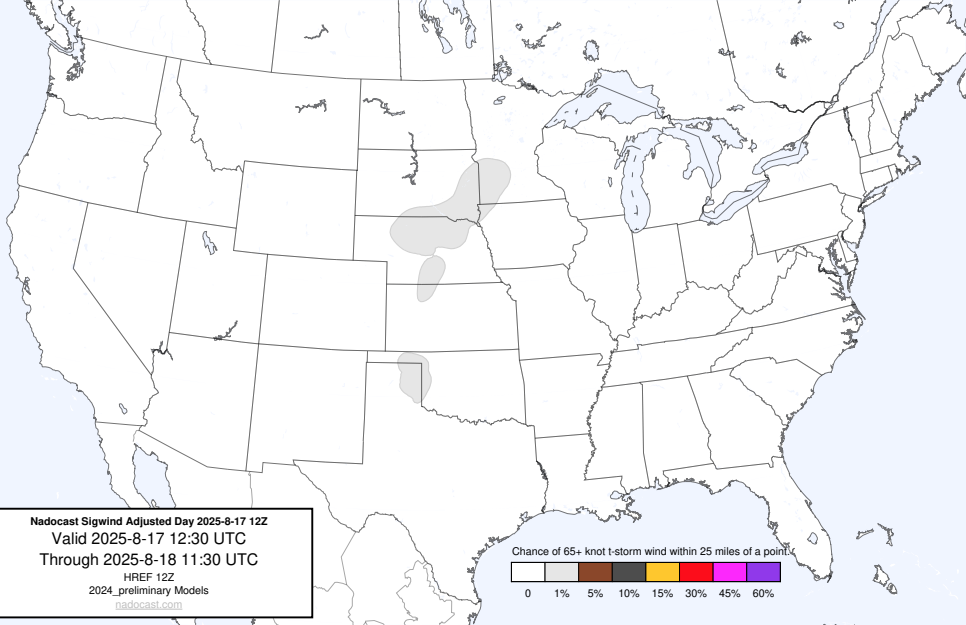 Nadocast Sigwind Adjusted Day 2025-8-17 12Z
Valid 2025-8-17 12:30 UTC
Through 2025-8-18 11:30 UTC
HREF 12Z
2024_preliminary Models
nadocast.com
Chance of 65+ knot t-storm wind within 25 miles of a point.
0 1% 5% 10% 15% 30% 45% 60%